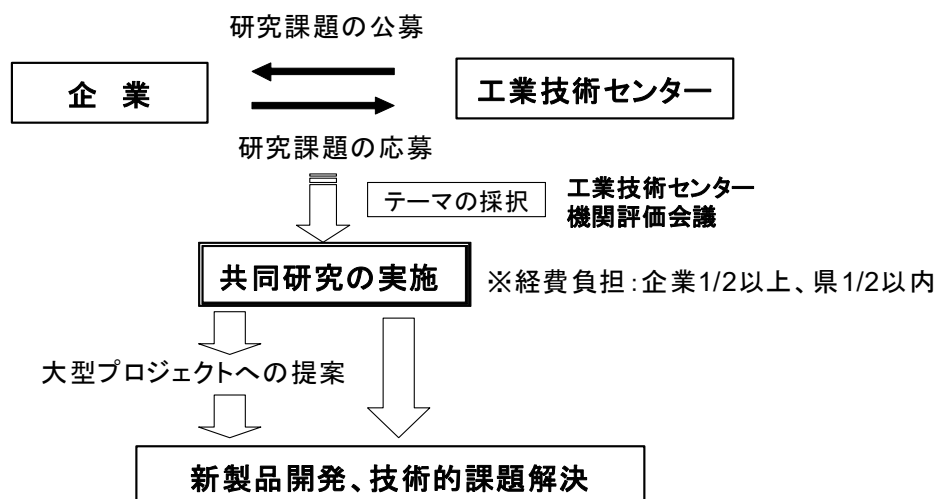 研究課題の公募
企 業
工業技術センター
研究課題の応募
テーマの採択
工業技術センター
機関評価会議
共同研究の実施
※経費負担：企業1/2以上、県1/2以内
大型プロジェクトへの提案
新製品開発、技術的課題解決